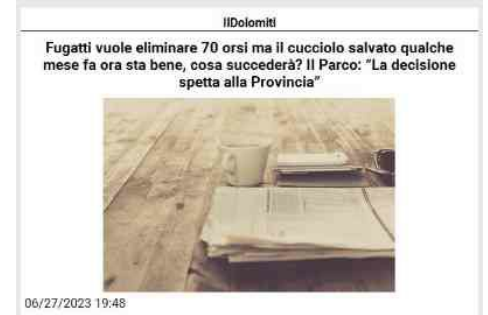 IlDolomiti
Fugatti vuole eliminare 70 orsi ma il cucciolo salvato qualche
mese fa ora sta bene, cosa succederà? Il Parco: “La decisione
spetta alla Provincia”
06/27/2023 19:48